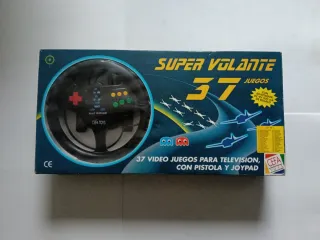 SUPER VOLANTE
37
JUEGOS
37 VIDEO JUEGOS PARA TELEVISION,
CON PISTOLA Y JOYPAD
CE